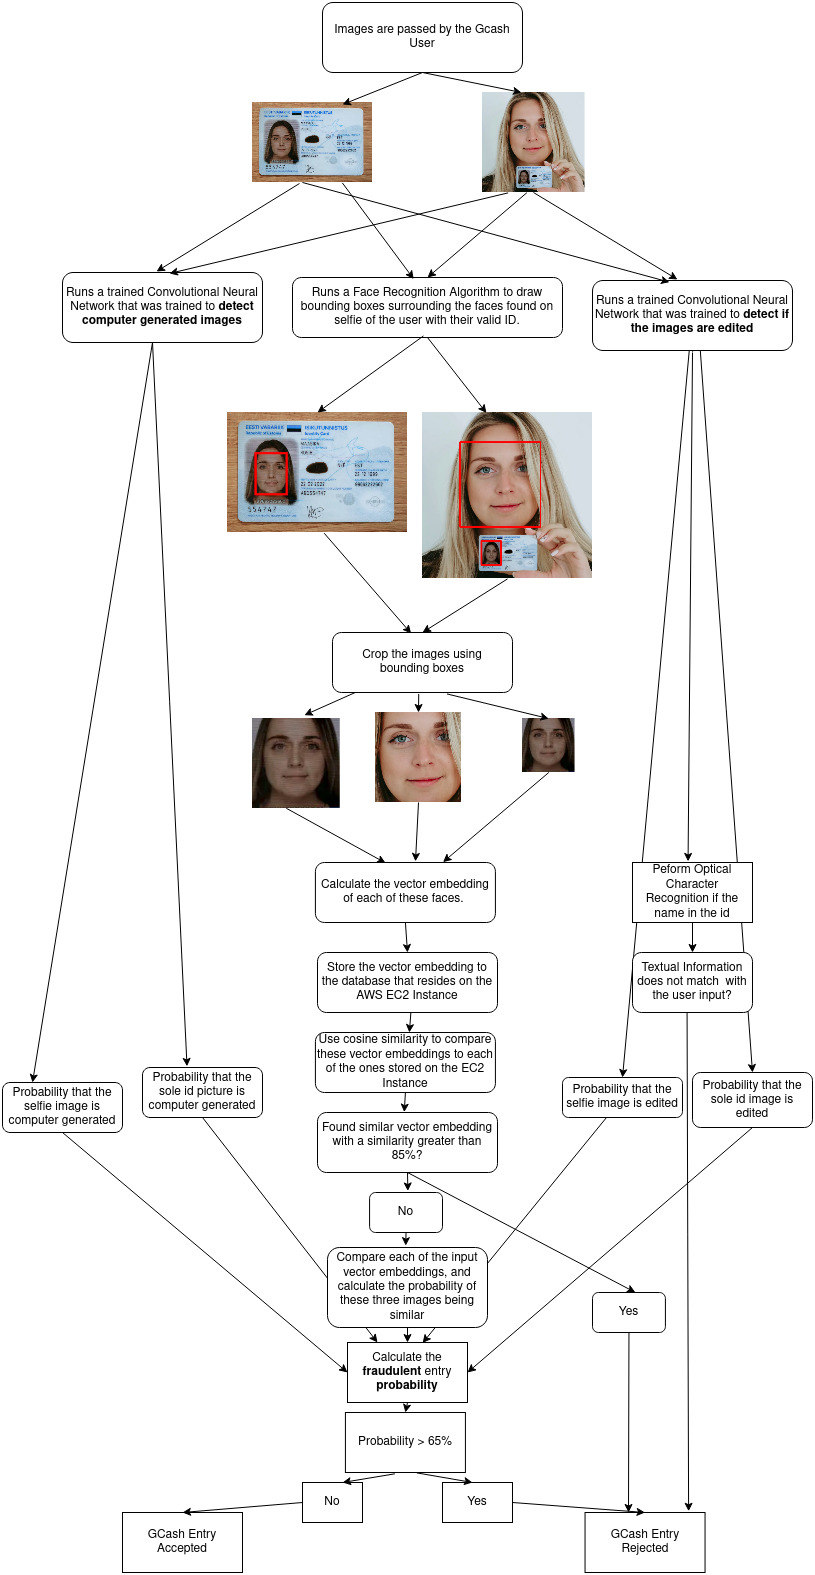 Images are passed by the Gcash
User
Runs a trained Convolutional Neural
Network that was trained to detect
computer generated images
Runs a Face Recognition Algorithm to draw
bounding boxes surrounding the faces found on
selfie of the user with their valid ID.
Runs a trained Convolutional Neural
Network that was trained to detect if
the images are edited
EESTI VABARIIK
ISIKUTUNNISTUS
Republic of Estonia
Identity Card
EST
554747
Crop the images using
bounding boxes
Calculate the vector embedding
of each of these faces.
Peform Optical
Character
Recognition if the
name in the id
Store the vector embedding to
the database that resides on the
AWS EC2 Instance
Textual Information
does not match with
the user input?
Use cosine similarity to compare
these vector embeddings to each
of the ones stored on the EC2
Instance
Probability that the
selfie image is
computer generated
Probability that the
sole id picture is
computer generated
Probability that the
selfie image is edited
Probability that the
sole id image is
edited
Found similar vector embedding
with a similarity greater than
85%?
No
Compare each of the input
vector embeddings, and
calculate the probability of
these three images being
similar
Yes
Calculate the
fraudulent entry
probability
Probability > 65%
No
Yes
GCash Entry
Accepted
GCash Entry
Rejected